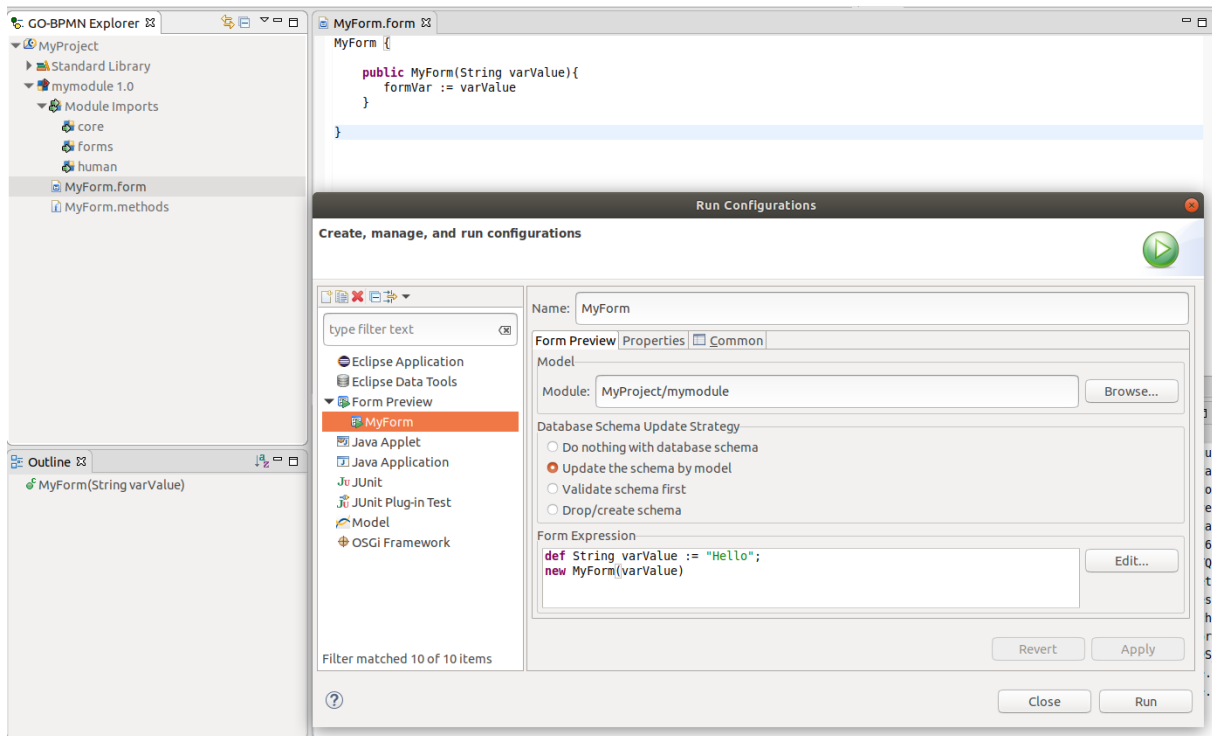 GO-BPMN Explorer
MyProject
Standard Library
mymodule 1.0
Module Imports
core
forms
human
MyForm.form
MyForm.methods
Outline
MyForm(String varValue)
MyForm.form
MyForm {
public MyForm(String varValue){
formVar := varValue
}
}
Run Configurations
Create, manage, and run configurations
type filter text
Eclipse Application
Eclipse Data Tools
Form Preview
MyForm
Java Applet
Java Application
JUnit
JUnit Plug-in Test
Model
OSGi Framework
Filter matched 10 of 10 items
Name: MyForm
Form Preview Properties Common
Model
Module: MyProject/mymodule Browse...
Database Schema Update Strategy
Do nothing with database schema
Update the schema by model
Validate schema first
Drop/create schema
Form Expression
def String varValue := "Hello";
new MyForm(varValue)
Edit...
Revert Apply
Close Run